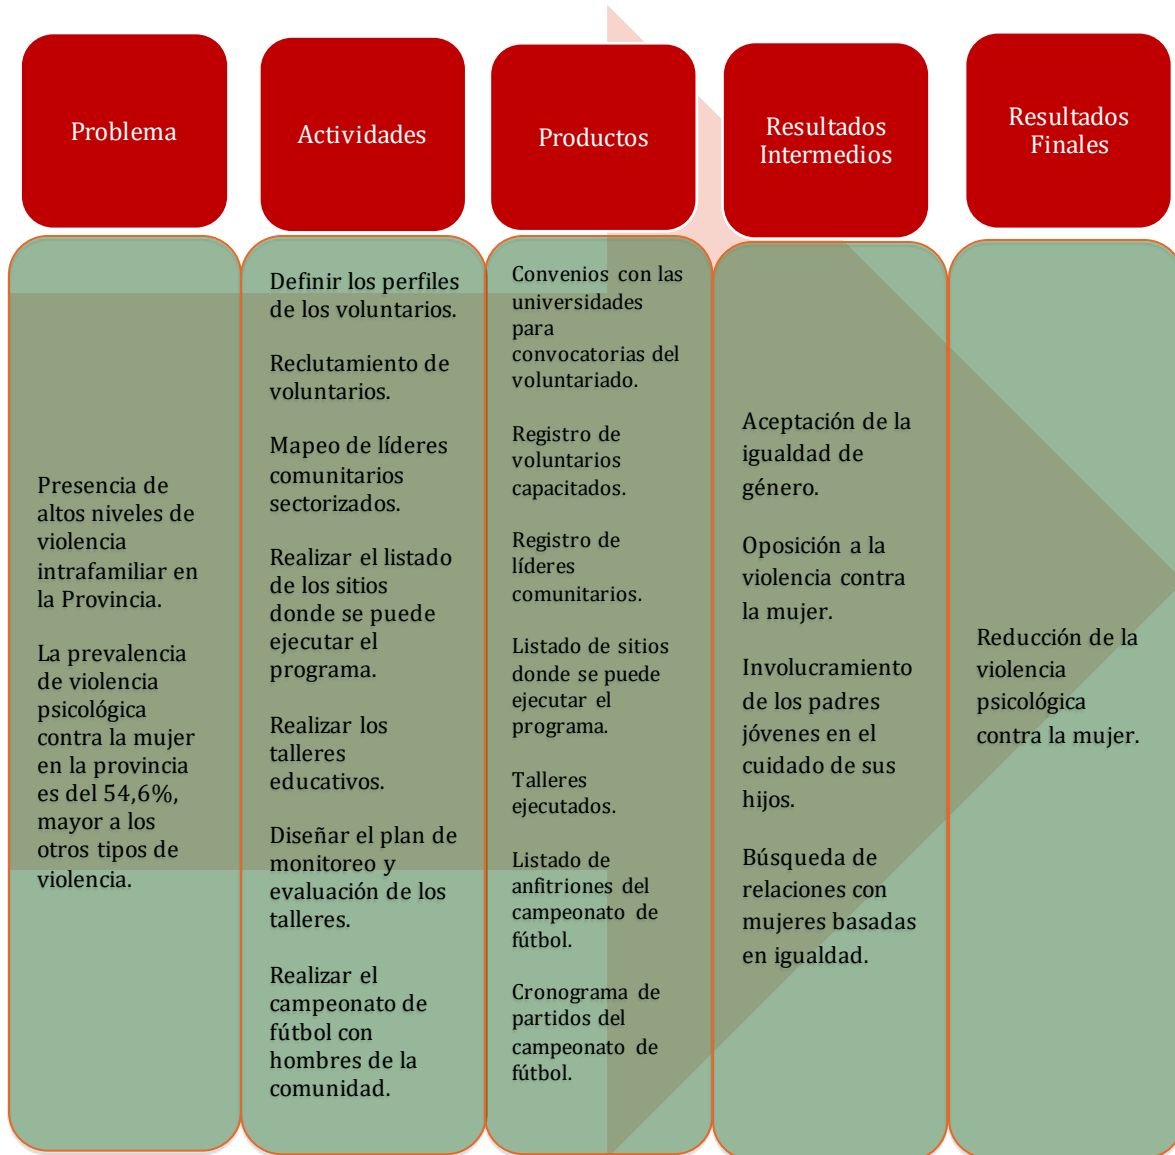 Problema
Actividades
Productos
Resultados
Intermedios
Resultados
Finales
Presencia de
altos niveles de
violencia
intrafamiliar en
la Provincia.
La prevalencia
de violencia
psicológica
contra la mujer
en la provincia
es del 54,6%,
mayor a los
otros tipos de
violencia.
Definir los perfiles
de los voluntarios.
Reclutamiento de
voluntarios.
Mapeo de líderes
comunitarios
sectorizados.
Realizar el listado
de los sitios
donde se puede
ejecutar el
programa.
Realizar los
talleres
educativos.
Diseñar el plan de
monitoreo y
evaluación de los
talleres.
Realizar el
campeonato de
fútbol con
hombres de la
comunidad.
Convenios con las
universidades
para
convocatorias del
voluntariado.
Registro de
voluntarios
capacitados.
Registro de
líderes
comunitarios.
Listado de sitios
donde se puede
ejecutar el
programa.
Talleres
ejecutados.
Listado de
anfitriones del
campeonato de
fútbol.
Cronograma de
partidos del
campeonato de
fútbol.
Aceptación de la
igualdad de
género.
Oposición a la
violencia contra
la mujer.
Involucramiento
de los padres
jóvenes en el
cuidado de sus
hijos.
Búsqueda de
relaciones con
mujeres basadas
en igualdad.
Reducción de la
violencia
psicológica
contra la mujer.